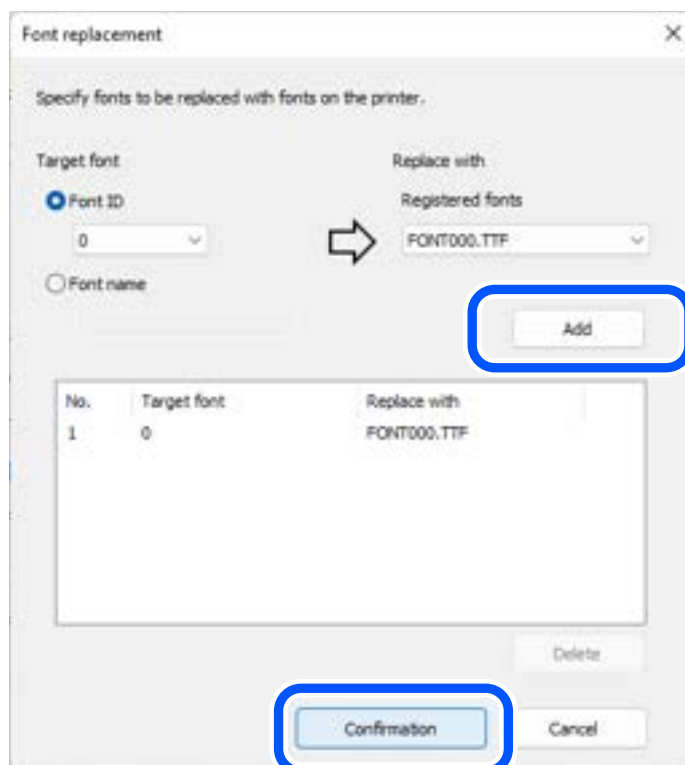 Font replacement
Specify fonts to be replaced with fonts on the printer.
Target font
Replace with
Font ID
Registered fonts
0
FONT000.TTF
Font name
Add
No. Target font Replace with
1 0 FONT000.TTF
Delete
Confirmation
Cancel